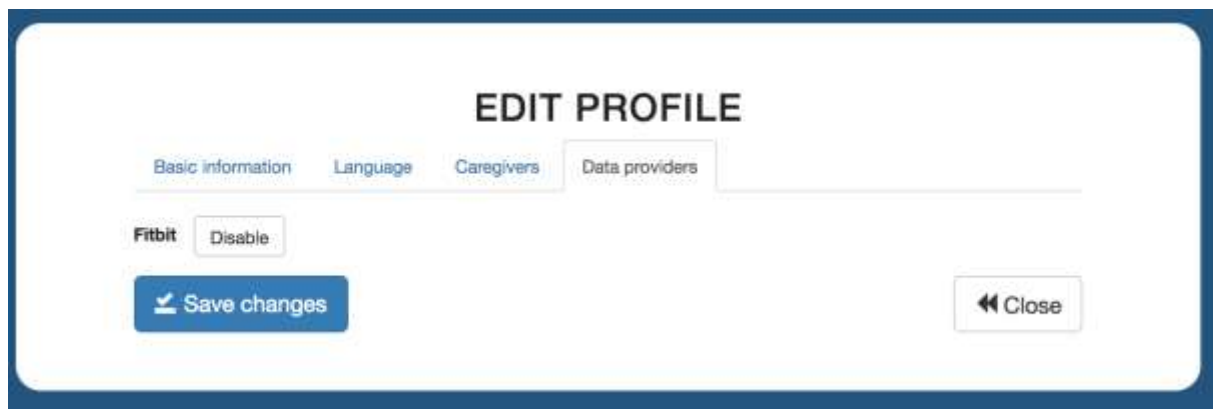 EDIT PROFILE
Basic information Language Caregivers Data providers
Fitbit Disable
Save changes Close